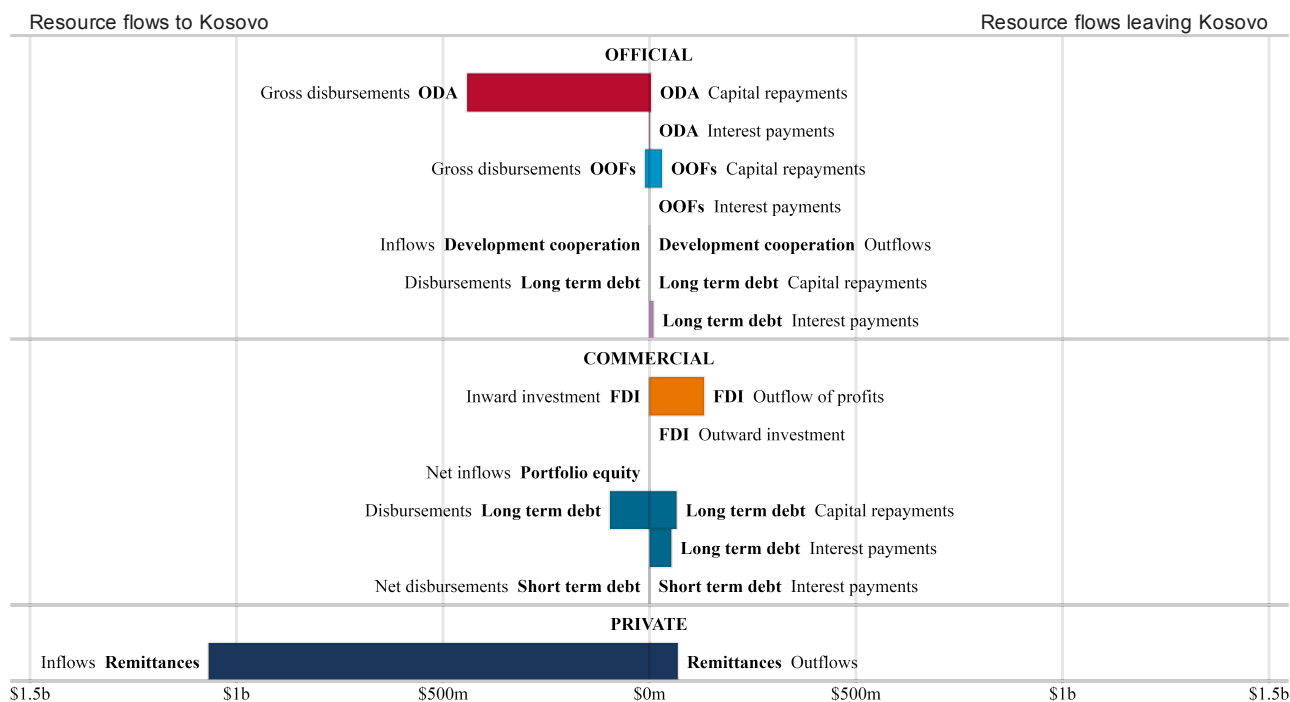 Resource flows to Kosovo Resource flows leaving Kosovo
OFFICIAL
Gross disbursements ODA ODA Capital repayments
ODA Interest payments
Gross disbursements OOFs OOFs Capital repayments
OOFs Interest payments
Inflows Development cooperation Development cooperation Outflows
Disbursements Long term debt Long term debt Capital repayments
Long term debt Interest payments
COMMERCIAL
Inward investment FDI FDI Outflow of profits
FDI Outward investment
Net inflows Portfolio equity
Disbursements Long term debt Long term debt Capital repayments
Long term debt Interest payments
Net disbursements Short term debt Short term debt Interest payments
PRIVATE
Inflows Remittances Remittances Outflows
$1.5b $1b $500m $0m $500m $1b $1.5b